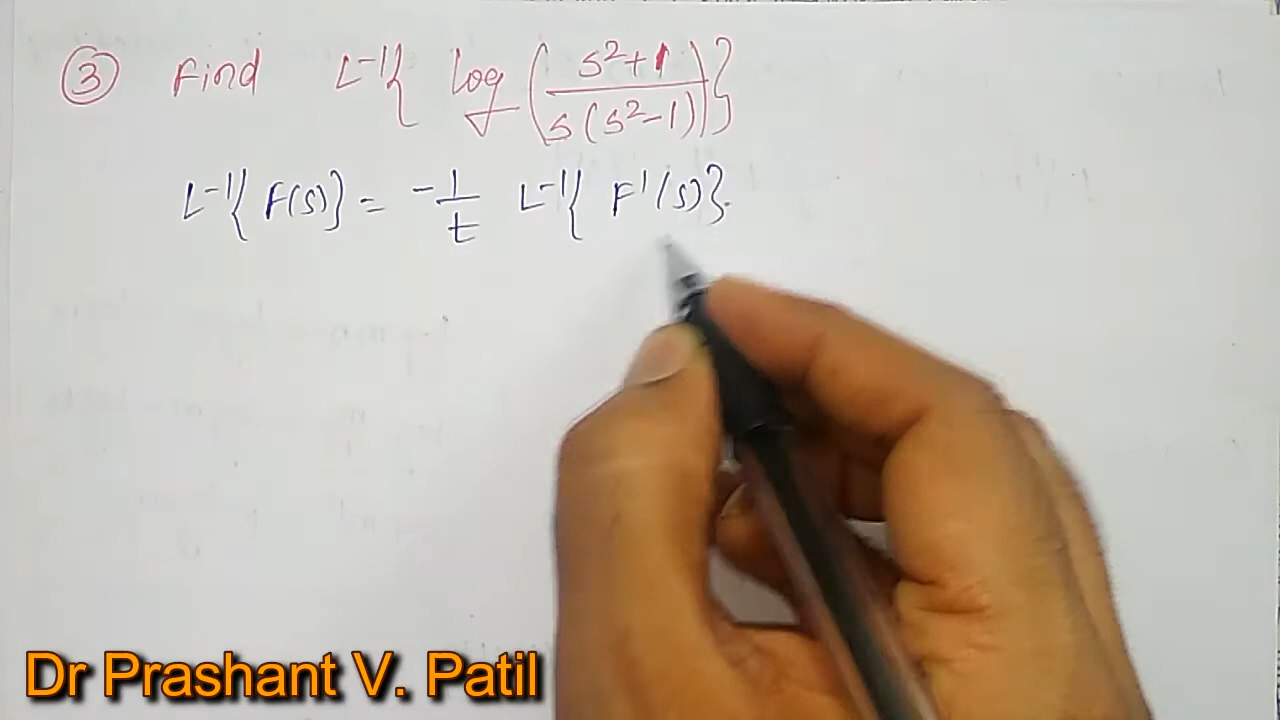 ③ Find L⁻¹{ log ( s²+1 / s(s²-1) ) }
L⁻¹{ F(s) } = -1/t L⁻¹{ F'(s) }.
Dr Prashant V. Patil